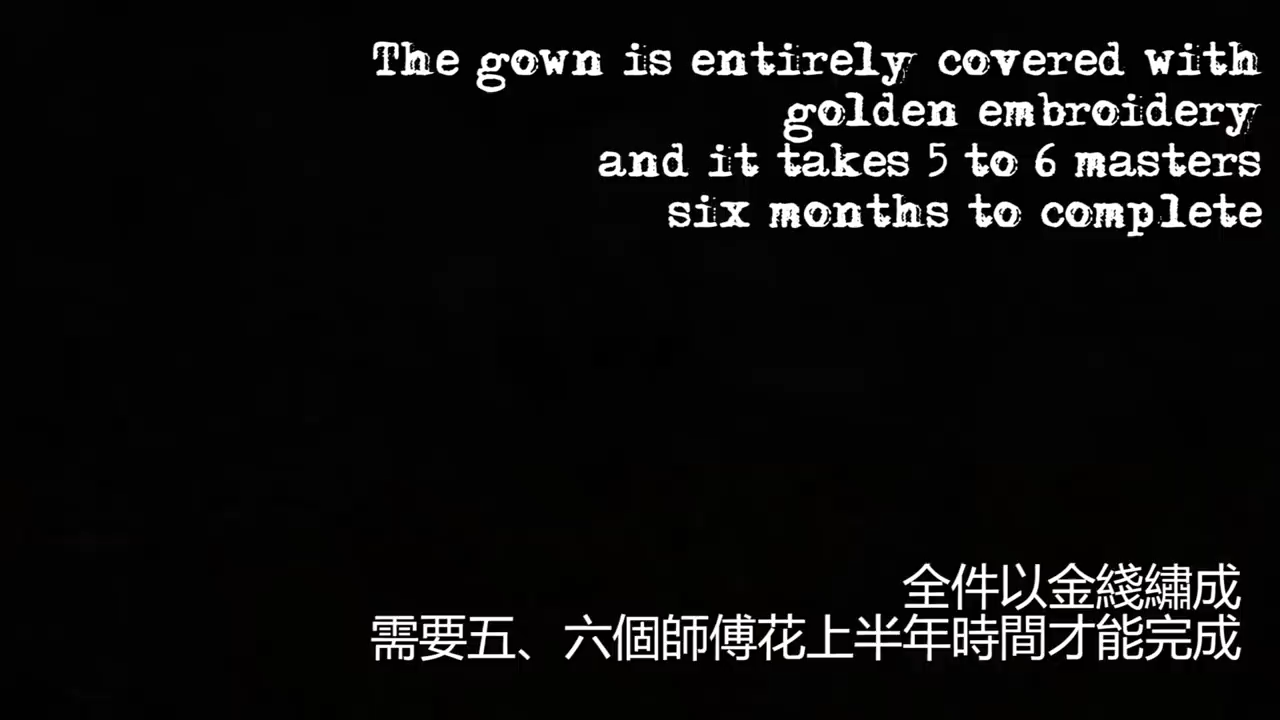 The gown is entirely covered with
golden embroidery
and it takes 5 to 6 masters
six months to complete
全件以金綫繡成
需要五、六個師傅花上半年時間才能完成